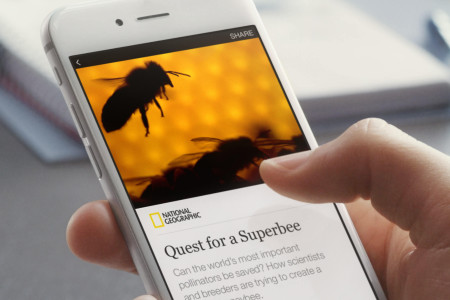 SHARE
NATIONAL
GEOGRAPHIC
Quest for a Superbee
Can the world's most important
pollinators be saved? How scientists
and breeders are trying to create a